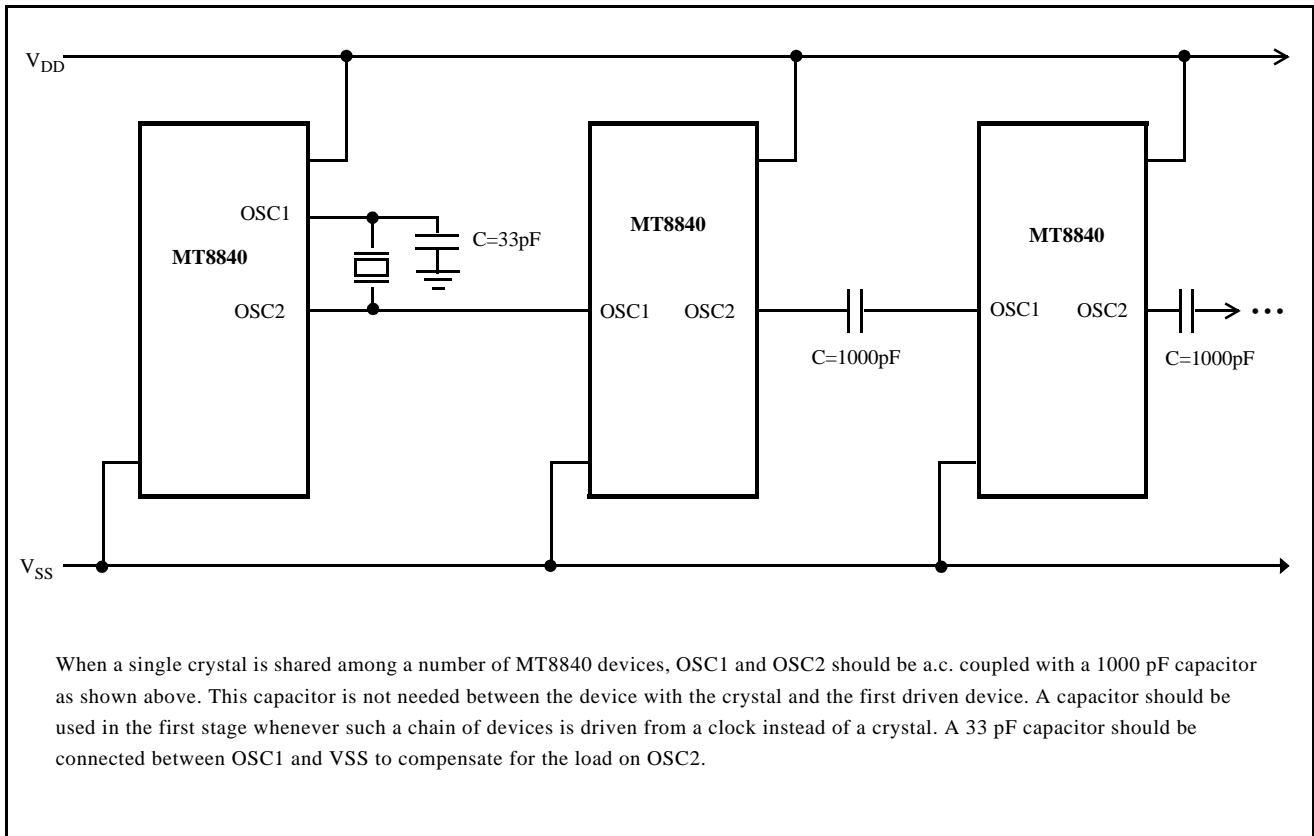 V_DD
OSC1
MT8840
C=33pF
OSC2
MT8840
OSC1 OSC2
C=1000pF
MT8840
OSC1 OSC2
...
C=1000pF
V_SS
When a single crystal is shared among a number of MT8840 devices, OSC1 and OSC2 should be a.c. coupled with a 1000 pF capacitor
as shown above. This capacitor is not needed between the device with the crystal and the first driven device. A capacitor should be
used in the first stage whenever such a chain of devices is driven from a clock instead of a crystal. A 33 pF capacitor should be
connected between OSC1 and VSS to compensate for the load on OSC2.